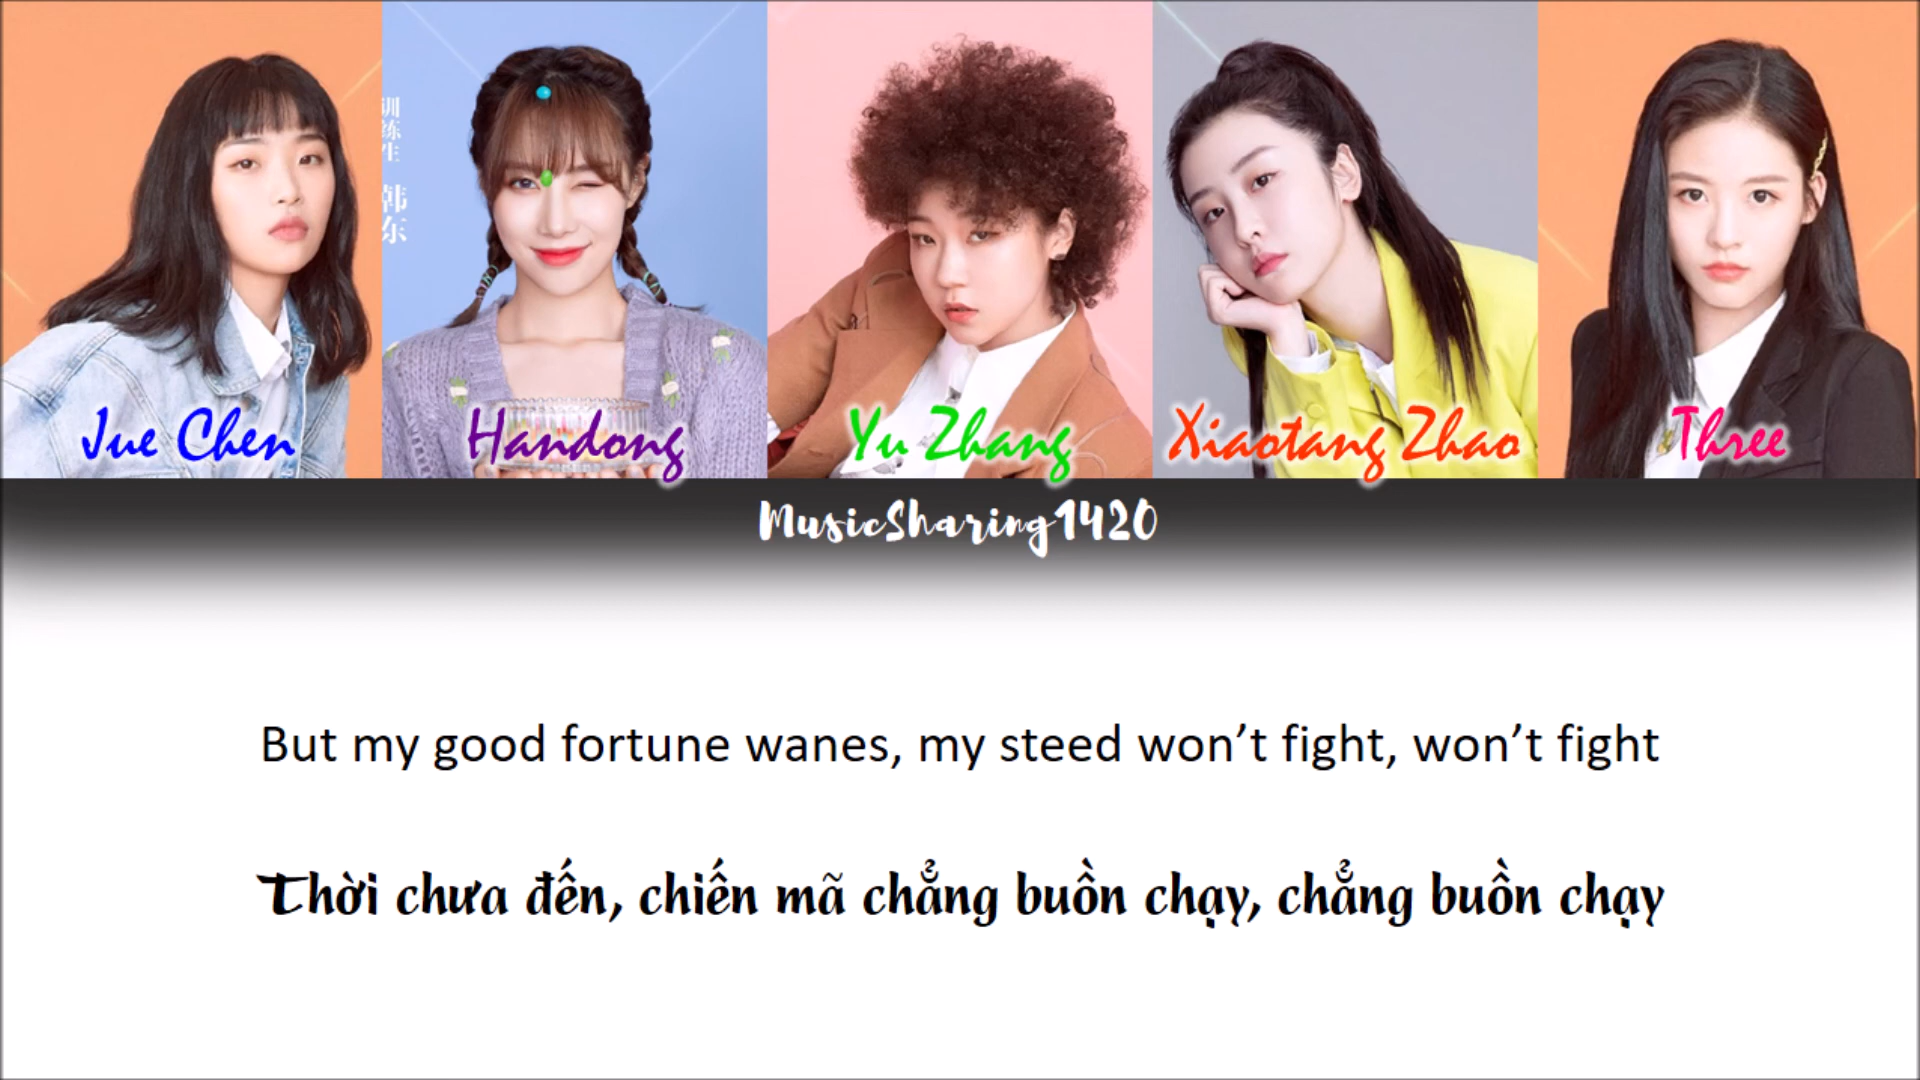 训练生 韩东
Jue Chen
Handong
Yu Zhang
Xiaotang Zhao
Three
MusicSharing1420
But my good fortune wanes, my steed won’t fight, won’t fight
Thời chưa đến, chiến mã chẳng buồn chạy, chẳng buồn chạy